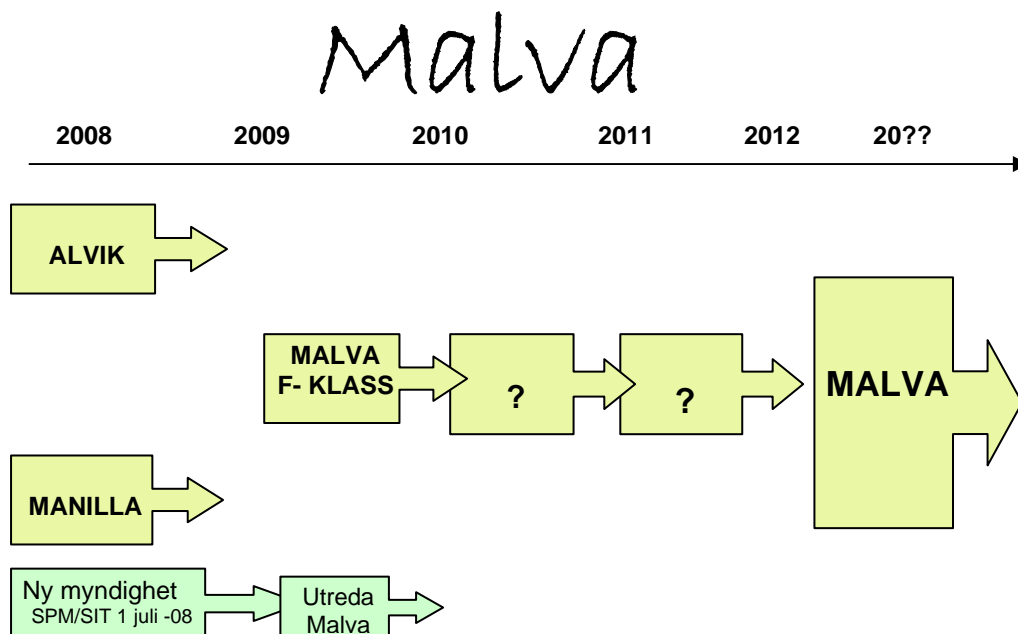 Malva
2008 2009 2010 2011 2012 20??
ALVIK
MALVA
F- KLASS
?
?
MALVA
MANILLA
Ny myndighet
SPM/SIT 1 juli -08
Utreda
Malva